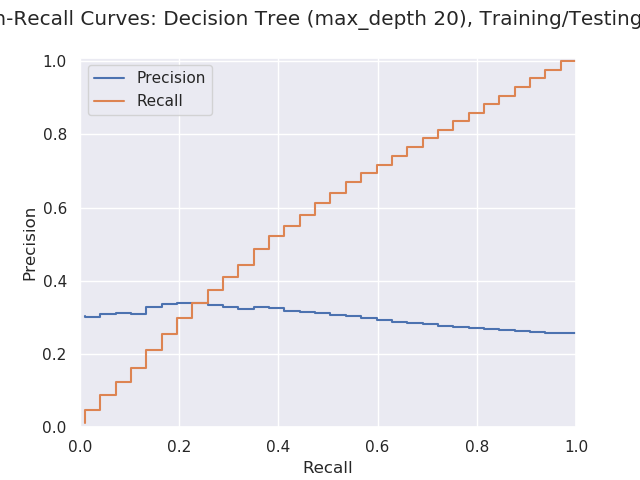 n-Recall Curves: Decision Tree (max_depth 20), Training/Testing
Precision
Recall
1.0
0.8
0.6
0.4
0.2
0.0
Precision
0.0 0.2 0.4 0.6 0.8 1.0
Recall